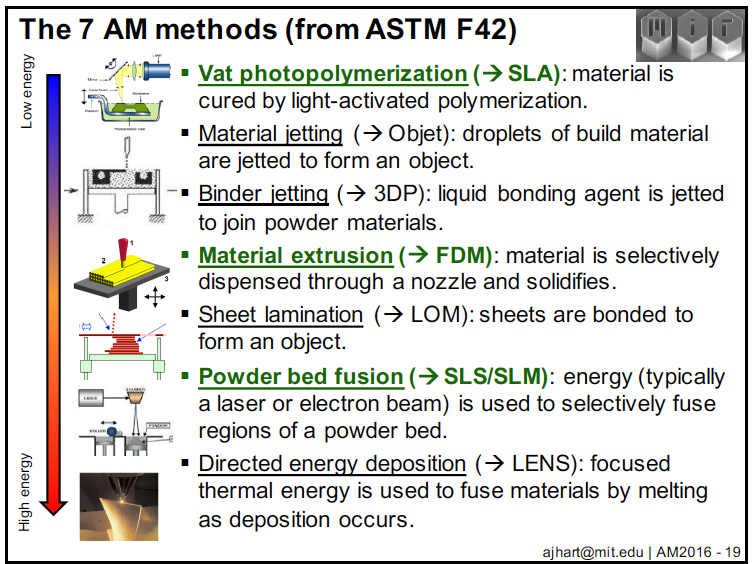 The 7 AM methods (from ASTM F42)
MIT
Low energy
▪ Vat photopolymerization (→ SLA): material is
cured by light-activated polymerization.
▪ Material jetting (→ Objet): droplets of build material
are jetted to form an object.
▪ Binder jetting (→ 3DP): liquid bonding agent is jetted
to join powder materials.
1
2
3
▪ Material extrusion (→ FDM): material is selectively
dispensed through a nozzle and solidifies.
▪ Sheet lamination (→ LOM): sheets are bonded to
form an object.
SCANNER
LASER
POWDER
ROLLER
▪ Powder bed fusion (→ SLS/SLM): energy (typically
a laser or electron beam) is used to selectively fuse
regions of a powder bed.
High energy
▪ Directed energy deposition (→ LENS): focused
thermal energy is used to fuse materials by melting
as deposition occurs.
ajhart@mit.edu | AM2016 - 19